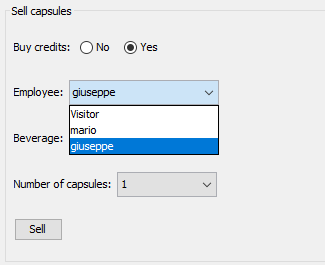 Sell capsules
Buy credits: No Yes
Employee: giuseppe
Visitor
mario
giuseppe
Beverage:
Number of capsules: 1
Sell